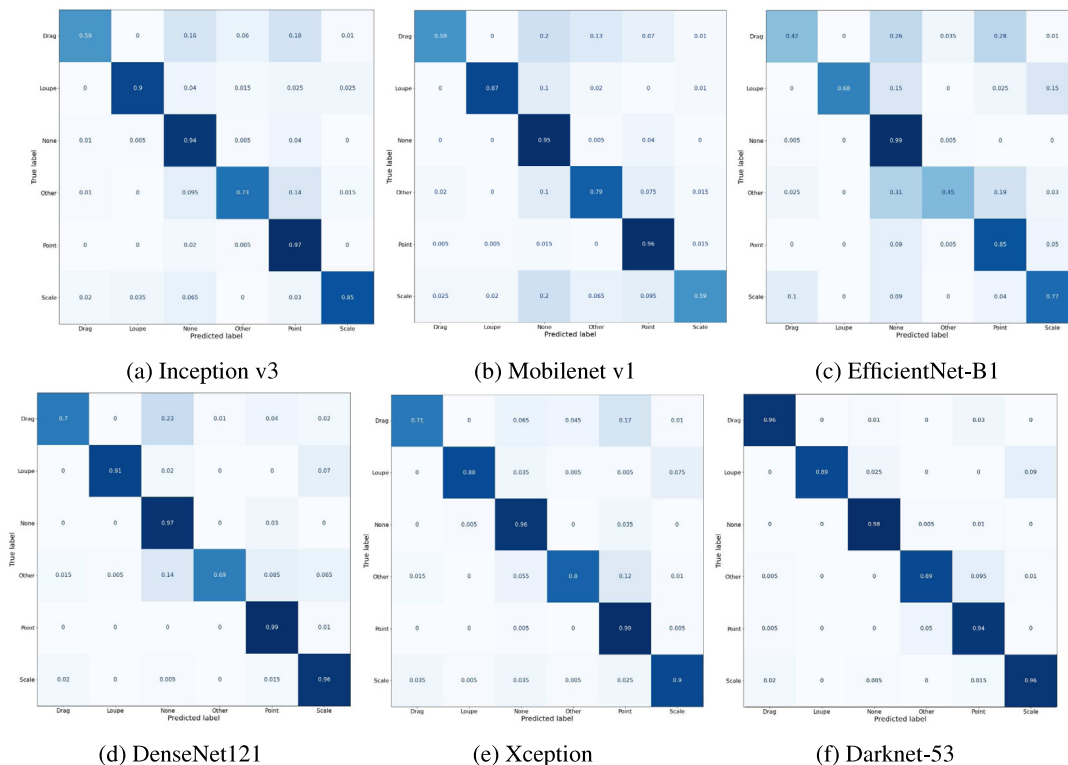 True label
Drag 0.59 0 0.16 0.06 0.18 0.01
Loupe 0 0.9 0.04 0.015 0.025 0.025
None 0.01 0.005 0.94 0.005 0.04 0
Other 0.01 0 0.095 0.73 0.14 0.015
Point 0 0 0.02 0.005 0.97 0
Scale 0.02 0.035 0.065 0 0.03 0.85
Drag Loupe None Other Point Scale
Predicted label
(a) Inception v3
True label
Drag 0.59 0 0.2 0.13 0.07 0.01
Loupe 0 0.87 0.1 0.02 0 0.01
None 0 0 0.95 0.005 0.04 0
Other 0.02 0 0.1 0.79 0.075 0.015
Point 0.005 0.005 0.015 0 0.96 0.015
Scale 0.025 0.02 0.2 0.065 0.095 0.59
Drag Loupe None Other Point Scale
Predicted label
(b) Mobilenet v1
True label
Drag 0.42 0 0.26 0.035 0.28 0.01
Loupe 0 0.68 0.15 0 0.025 0.15
None 0.005 0 0.99 0.005 0 0
Other 0.025 0 0.31 0.45 0.19 0.03
Point 0 0 0.09 0.005 0.85 0.05
Scale 0.1 0 0.09 0 0.04 0.77
Drag Loupe None Other Point Scale
Predicted label
(c) EfficientNet-B1
True label
Drag 0.7 0 0.23 0.01 0.04 0.02
Loupe 0 0.91 0.02 0 0 0.07
None 0 0 0.97 0 0.03 0
Other 0.015 0.005 0.14 0.69 0.085 0.065
Point 0 0 0 0 0.99 0.01
Scale 0.02 0 0.005 0 0.015 0.96
Drag Loupe None Other Point Scale
Predicted label
(d) DenseNet121
True label
Drag 0.71 0 0.065 0.045 0.17 0.01
Loupe 0 0.88 0.035 0.005 0.005 0.075
None 0 0.005 0.96 0 0.035 0
Other 0.015 0 0.055 0.8 0.12 0.01
Point 0 0 0.005 0 0.99 0.005
Scale 0.035 0.005 0.035 0.005 0.025 0.9
Drag Loupe None Other Point Scale
Predicted label
(e) Xception
True label
Drag 0.96 0 0.01 0 0.03 0
Loupe 0 0.89 0.025 0 0 0.09
None 0 0 0.98 0.005 0.01 0
Other 0.005 0 0 0.89 0.095 0.01
Point 0.005 0 0 0.05 0.94 0
Scale 0.02 0 0.005 0 0.015 0.96
Drag Loupe None Other Point Scale
Predicted label
(f) Darknet-53